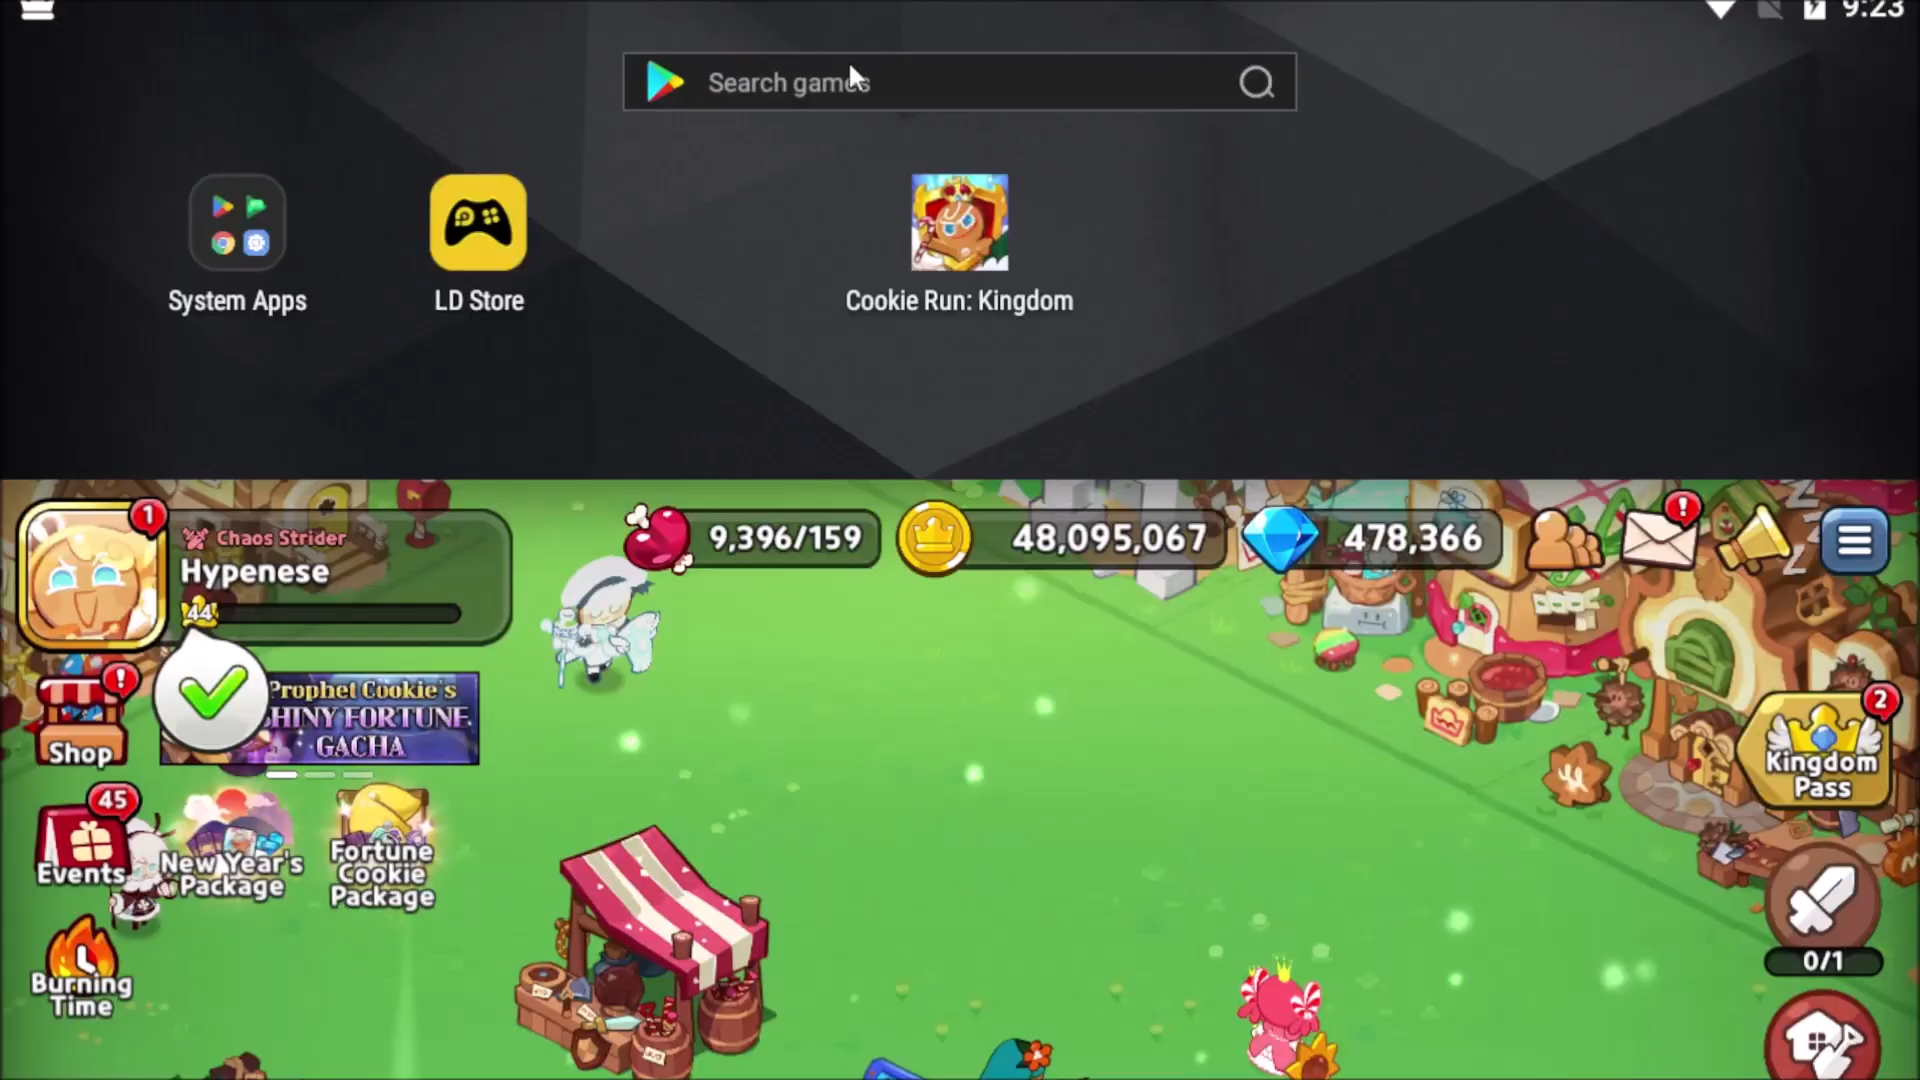 9:23
Search games
System Apps
LD Store
Cookie Run: Kingdom
1
Chaos Strider
Hypenese
44
9,396/159
48,095,067
478,366
!
!
Shop
Prophet Cookie's
SHINY FORTUNE
GACHA
2
Kingdom
Pass
45
Events
New Year's
Package
Fortune
Cookie
Package
Burning
Time
0/1